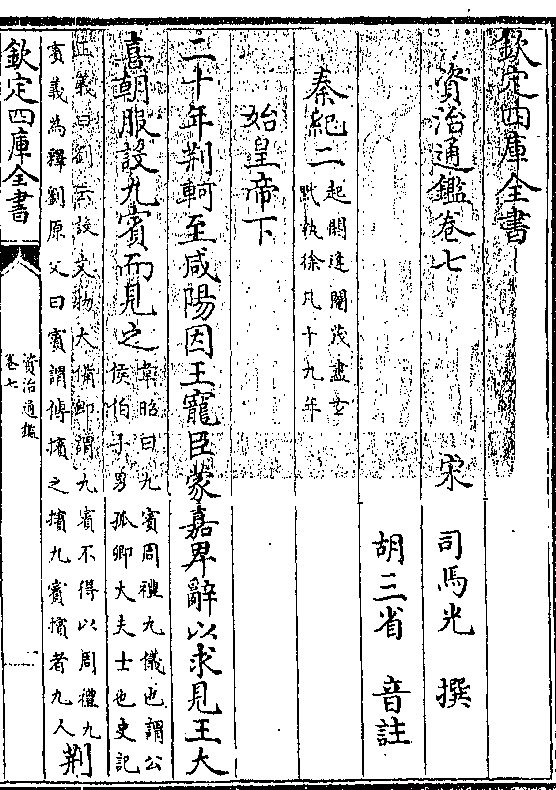 欽定四庫全書
資治通鑑卷七
宋 司馬光 撰
胡三省 音註
秦紀二
起閼逢閹茂盡玄
黓執徐凡十九年
始皇帝下
二十年荆軻至咸陽因王寵臣蒙嘉卑辭以求見王大
喜朝服設九賓而見之
韋昭曰九賓周禮九儀也謂公
侯伯子男孤卿大夫士也史記
正義曰劉云設文物大備卽謂九賓不得以周禮九
賓義為釋劉原父曰賓謂傳擯之擯九賓擯者九人
荆
欽定四庫全書
資治通鑑
卷七
一